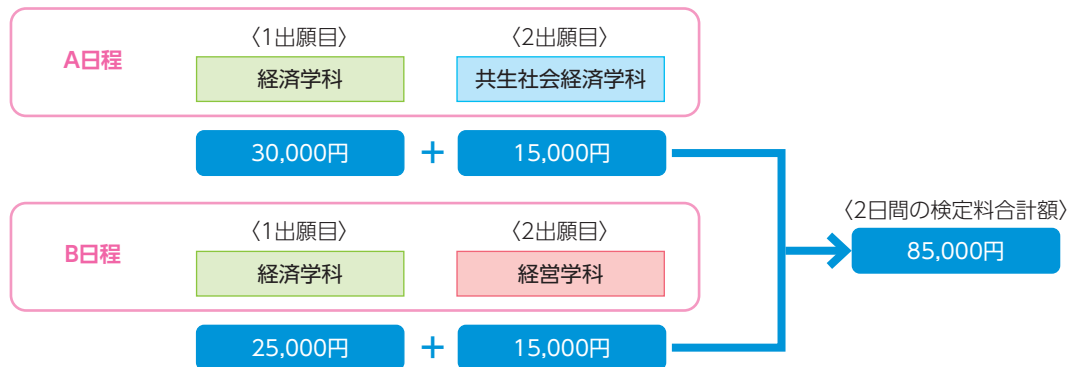 A日程
〈1出願目〉 〈2出願目〉
経済学科 共生社会経済学科
30,000円 + 15,000円
B日程
〈1出願目〉 〈2出願目〉
経済学科 経営学科
25,000円 + 15,000円
〈2日間の検定料合計額〉
85,000円